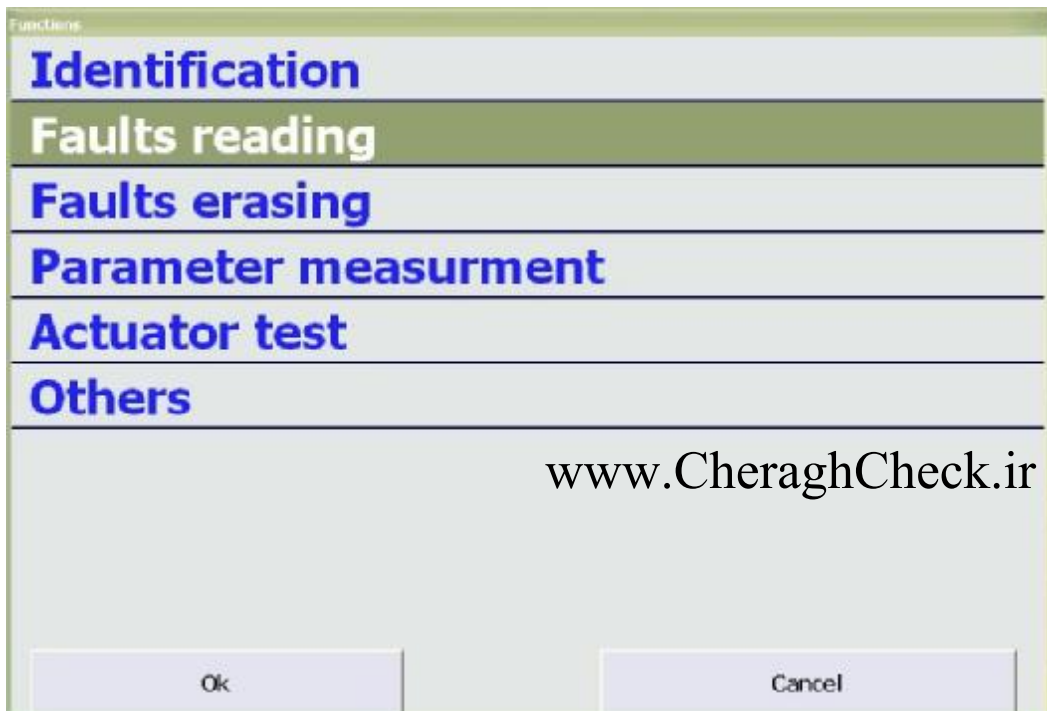 Functions
Identification
Faults reading
Faults erasing
Parameter measurment
Actuator test
Others
www.CheraghCheck.ir
Ok
Cancel